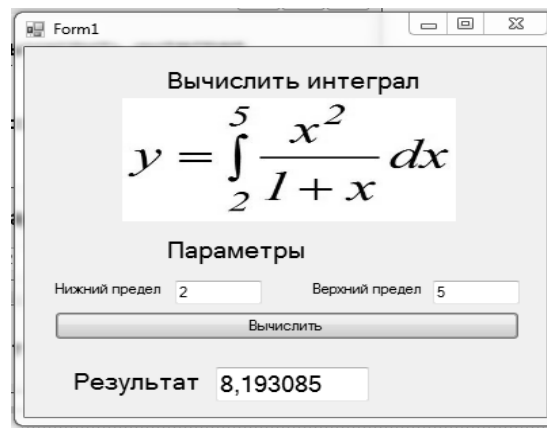 Form1
Вычислить интеграл
y = ∫₂⁵ x²/(1 + x) dx
Параметры
Нижний предел 2 Верхний предел 5
Вычислить
Результат 8,193085